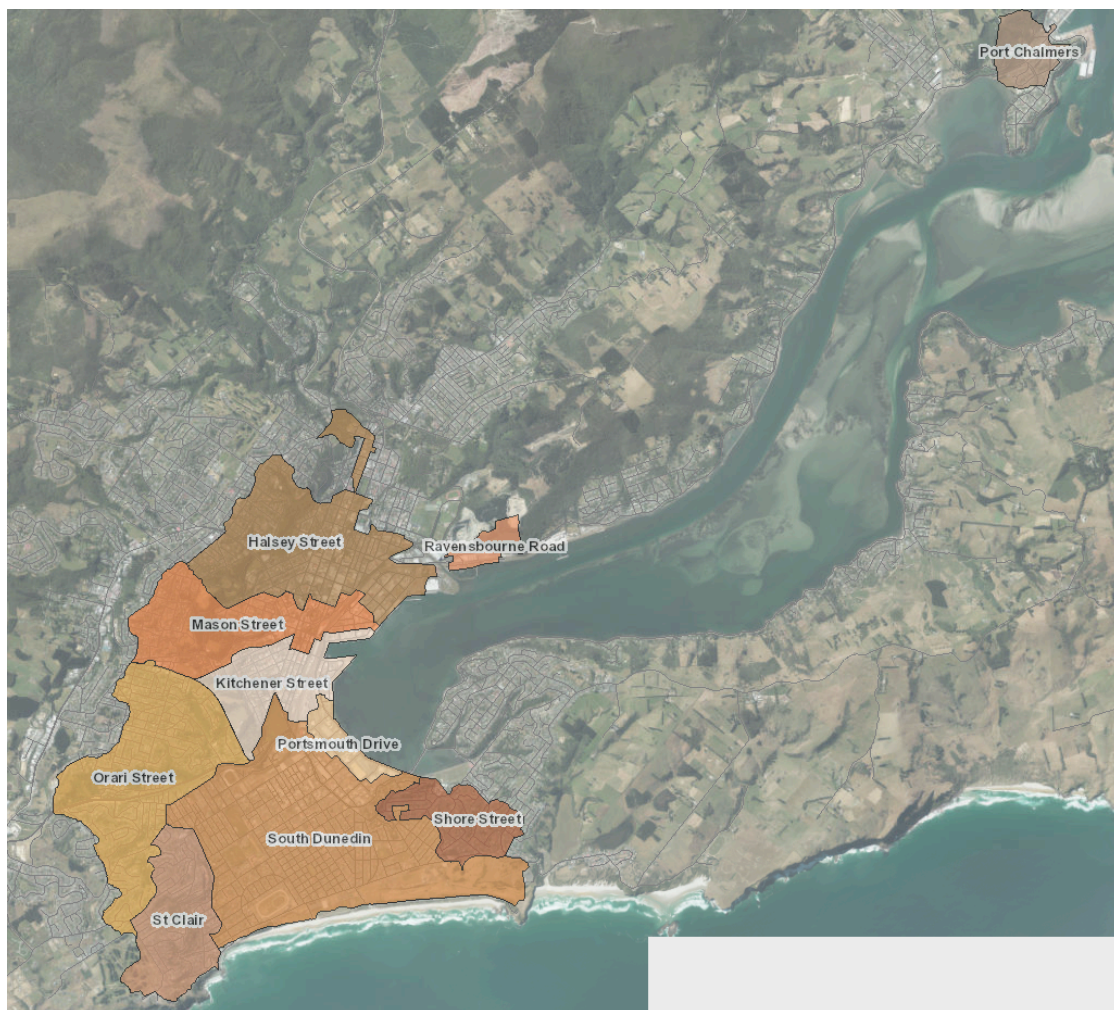 Port Chalmers
Halsey Street
Ravensbourne Road
Mason Street
Kitchener Street
Portsmouth Drive
Orari Street
Shore Street
South Dunedin
St Clair